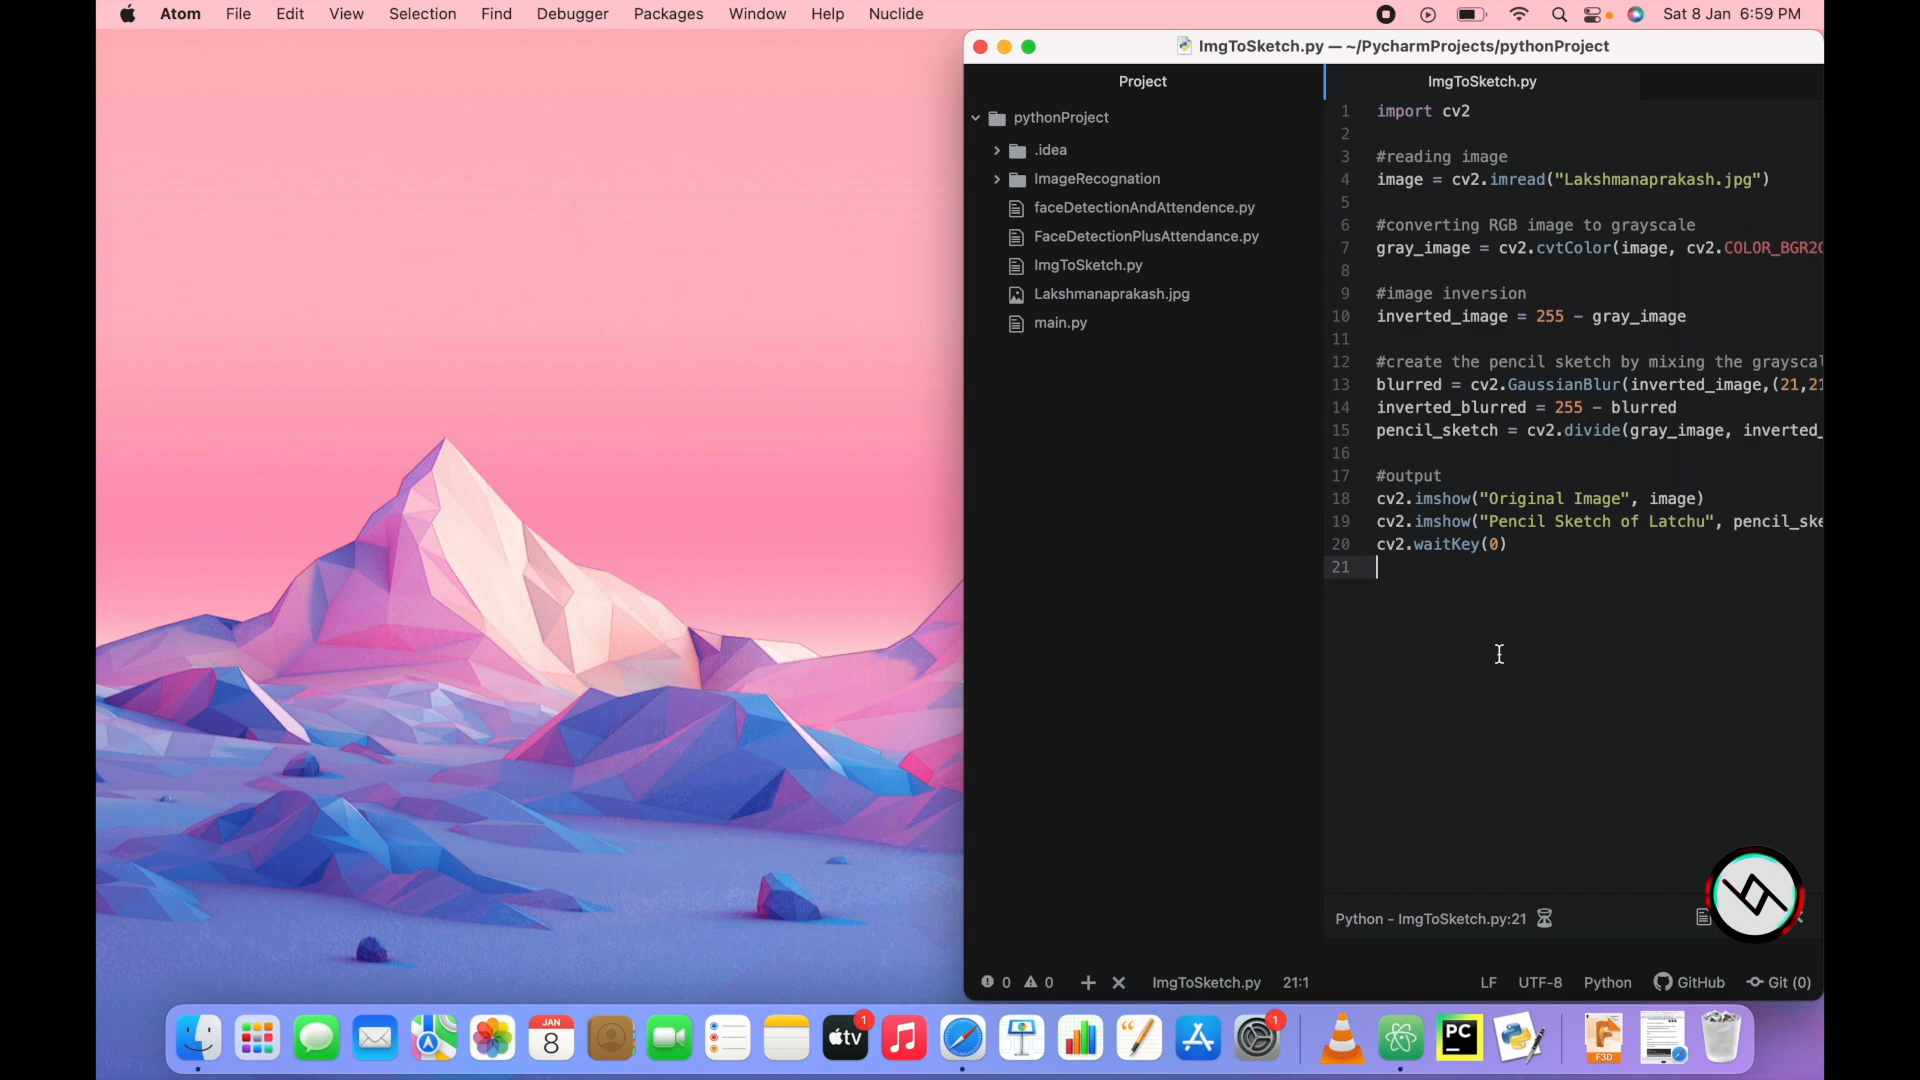 Atom File Edit View Selection Find Debugger Packages Window Help Nuclide
Sat 8 Jan 6:59 PM
ImgToSketch.py — ~/PycharmProjects/pythonProject
Project
ImgToSketch.py
pythonProject
.idea
ImageRecognation
faceDetectionAndAttendence.py
FaceDetectionPlusAttendance.py
ImgToSketch.py
Lakshmanaprakash.jpg
main.py
1 import cv2
2
3 #reading image
4 image = cv2.imread("Lakshmanaprakash.jpg")
5
6 #converting RGB image to grayscale
7 gray_image = cv2.cvtColor(image, cv2.COLOR_BGR2G
8
9 #image inversion
10 inverted_image = 255 - gray_image
11
12 #create the pencil sketch by mixing the grayscal
13 blurred = cv2.GaussianBlur(inverted_image,(21,21
14 inverted_blurred = 255 - blurred
15 pencil_sketch = cv2.divide(gray_image, inverted_
16
17 #output
18 cv2.imshow("Original Image", image)
19 cv2.imshow("Pencil Sketch of Latchu", pencil_ske
20 cv2.waitKey(0)
21
Python - ImgToSketch.py:21
0 0 ImgToSketch.py 21:1 LF UTF-8 Python GitHub Git (0)
JAN
8
tv
1
1
PC
F3D